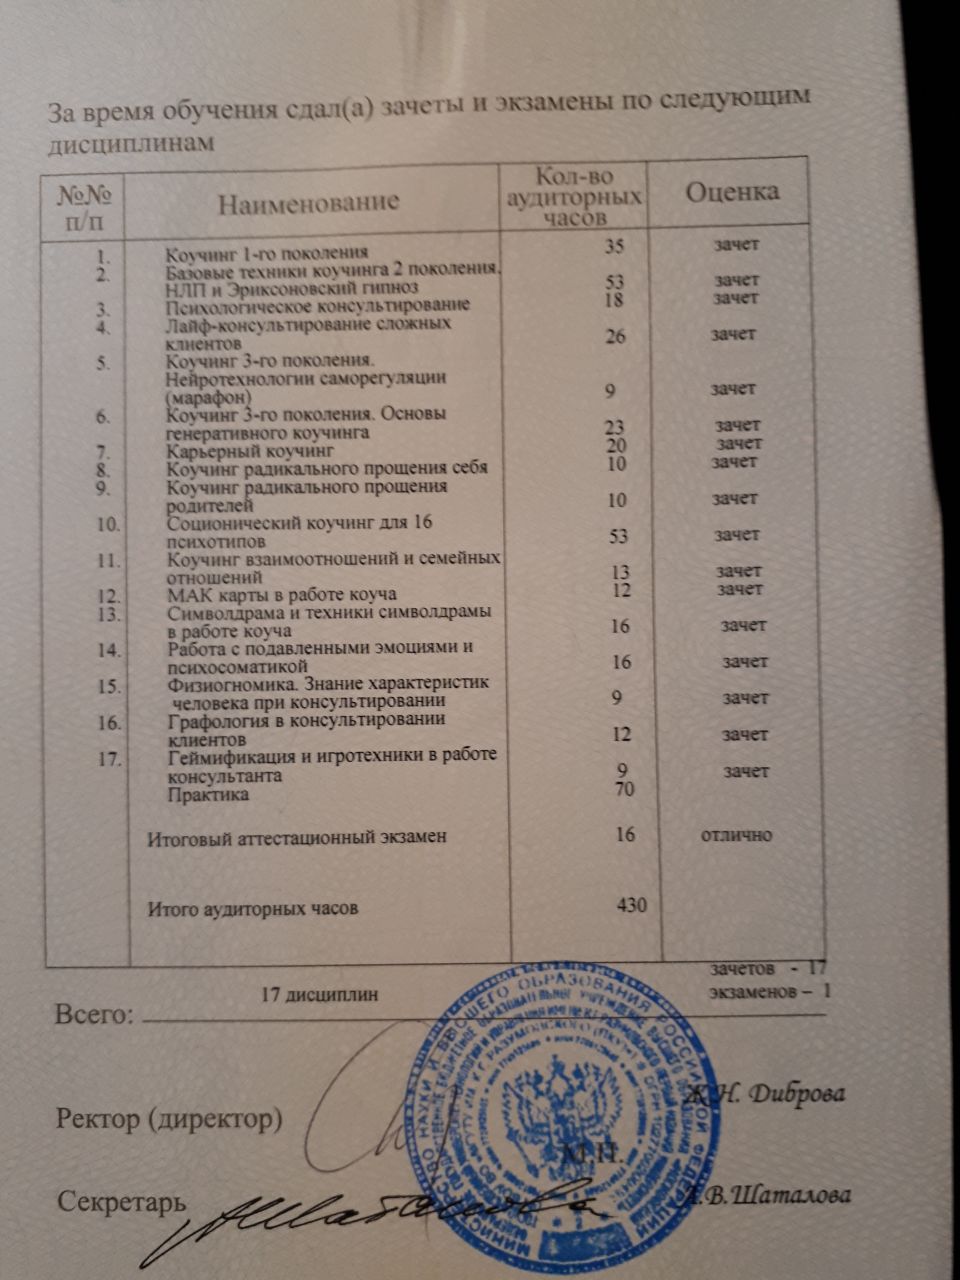 За время обучения сдал(а) зачеты и экзамены по следующим
дисциплинам
№№ п/п Наименование Кол-во аудиторных часов Оценка
1. Коучинг 1-го поколения 35 зачет
2. Базовые техники коучинга 2 поколения.
НЛП и Эриксоновский гипноз 53 зачет
3. Психологическое консультирование 18 зачет
4. Лайф-консультирование сложных
клиентов 26 зачет
5. Коучинг 3-го поколения.
Нейротехнологии саморегуляции
(марафон) 9 зачет
6. Коучинг 3-го поколения. Основы
генеративного коучинга 23 зачет
7. Карьерный коучинг 20 зачет
8. Коучинг радикального прощения себя 10 зачет
9. Коучинг радикального прощения
родителей 10 зачет
10. Соционический коучинг для 16
психотипов 53 зачет
11. Коучинг взаимоотношений и семейных
отношений 13 зачет
12. МАК карты в работе коуча 12 зачет
13. Символдрама и техники символдрамы
в работе коуча 16 зачет
14. Работа с подавленными эмоциями и
психосоматикой 16 зачет
15. Физиогномика. Знание характеристик
человека при консультировании 9 зачет
16. Графология в консультировании
клиентов 12 зачет
17. Геймификация и игротехники в работе
консультанта 9 зачет
Практика 70
Итоговый аттестационный экзамен 16 отлично
Итого аудиторных часов 430
зачетов - 17
17 дисциплин экзаменов – 1
Всего:
Ректор (директор) Ж.Н. Диброва
М.П.
Секретарь А.В.Шаталова
МИНИСТЕРСТВО НАУКИ И ВЫСШЕГО ОБРАЗОВАНИЯ РОССИЙСКОЙ ФЕДЕРАЦИИ